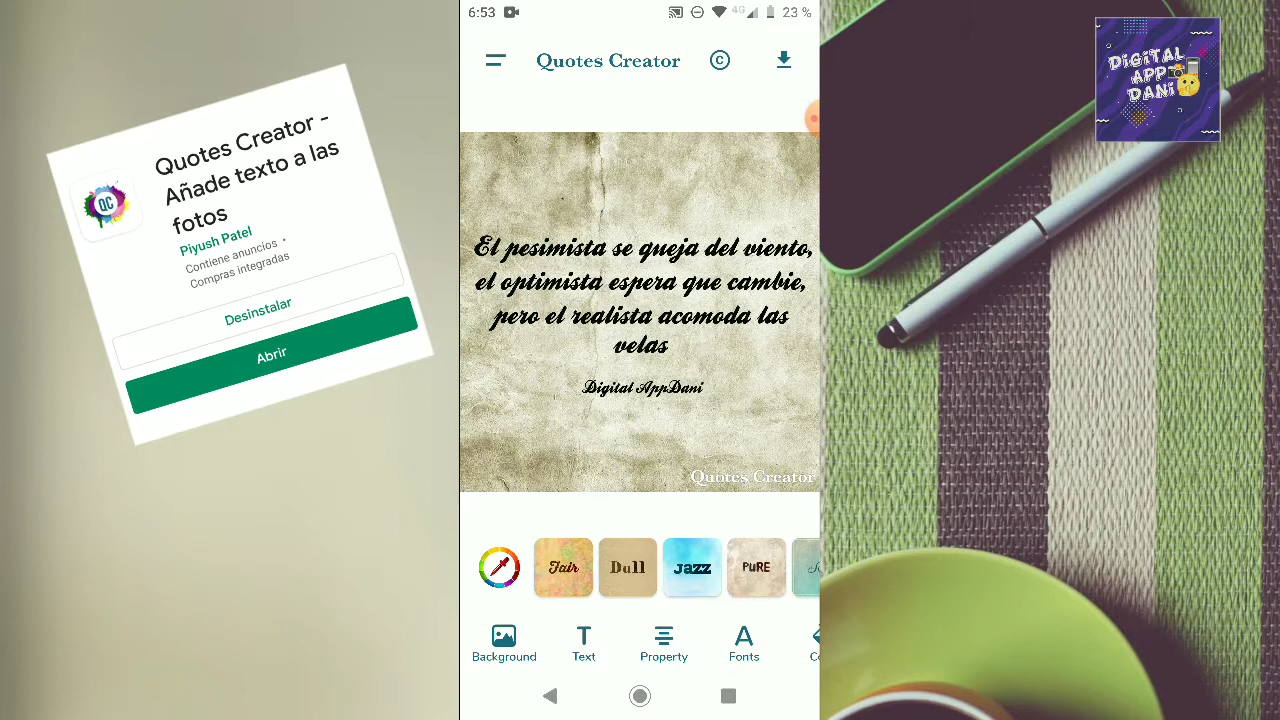 Quotes Creator -
Añade texto a las
fotos
QC
Piyush Patel
Contiene anuncios •
Compras integradas
Desinstalar
Abrir
6:53
4G
23 %
Quotes Creator
C
El pesimista se queja del viento,
el optimista espera que cambie,
pero el realista acomoda las
velas
Digital AppDani
Quotes Creator
Fair
Dull
Jazz
PuRE
Background
Text
Property
Fonts
DiGiTAL
APP
DANi